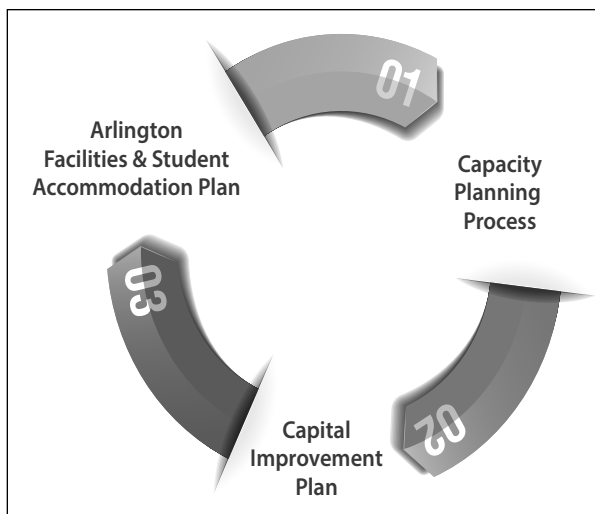 01
Arlington
Facilities & Student
Accommodation Plan
Capacity
Planning
Process
03
02
Capital
Improvement
Plan